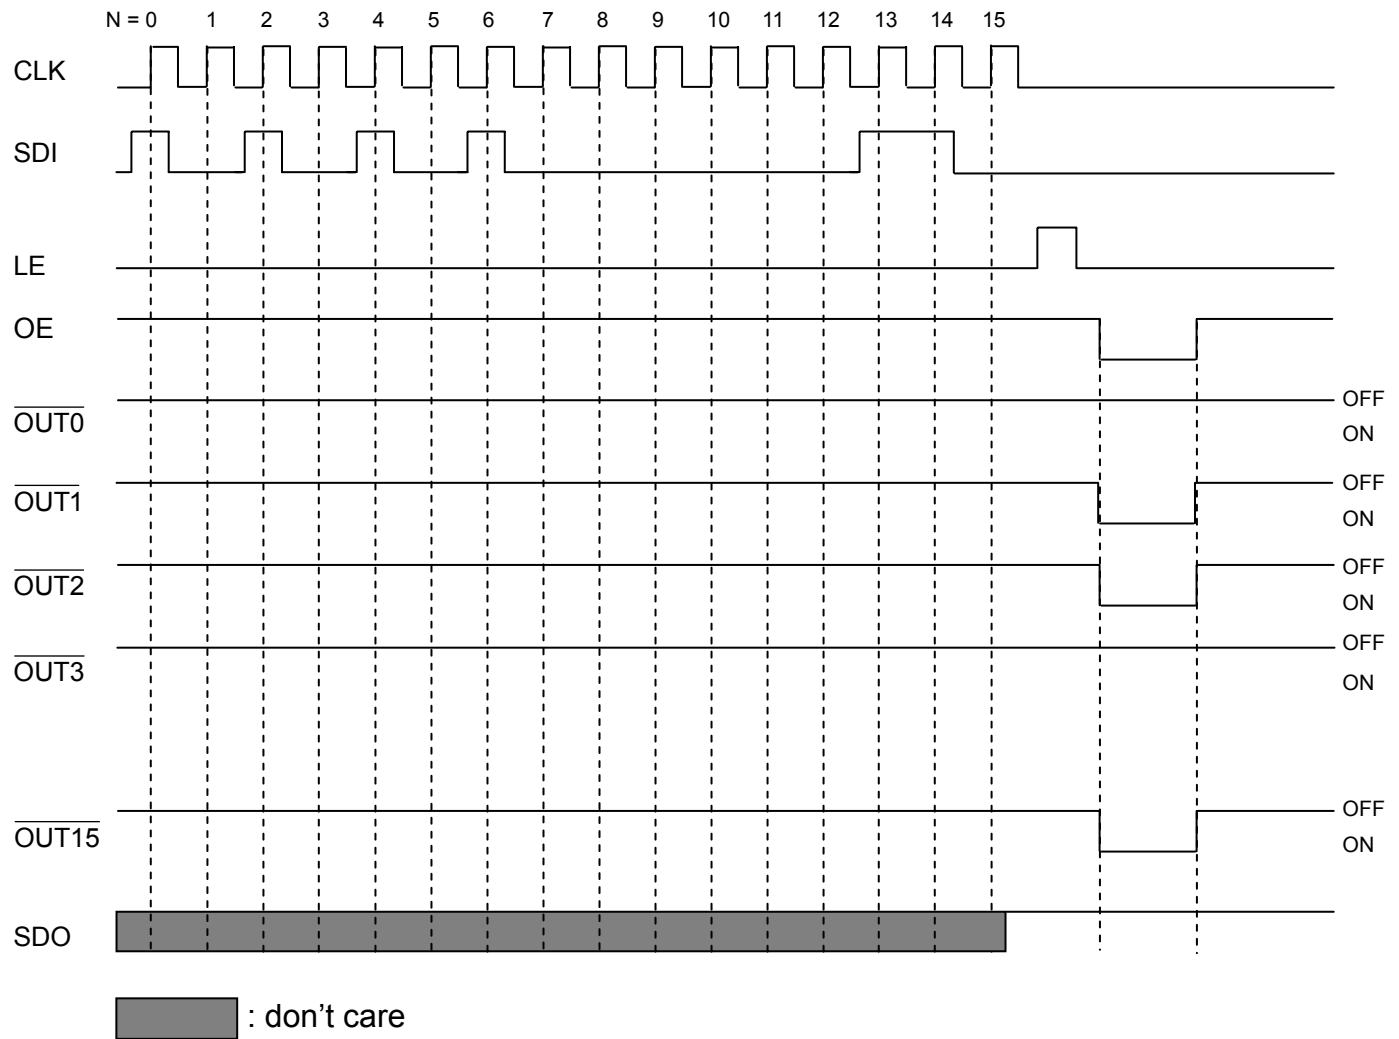 N = 0 1 2 3 4 5 6 7 8 9 10 11 12 13 14 15
CLK
SDI
LE
OE
OUT0
OFF
ON
OUT1
OFF
ON
OUT2
OFF
ON
OUT3
OFF
ON
OUT15
OFF
ON
SDO
: don't care